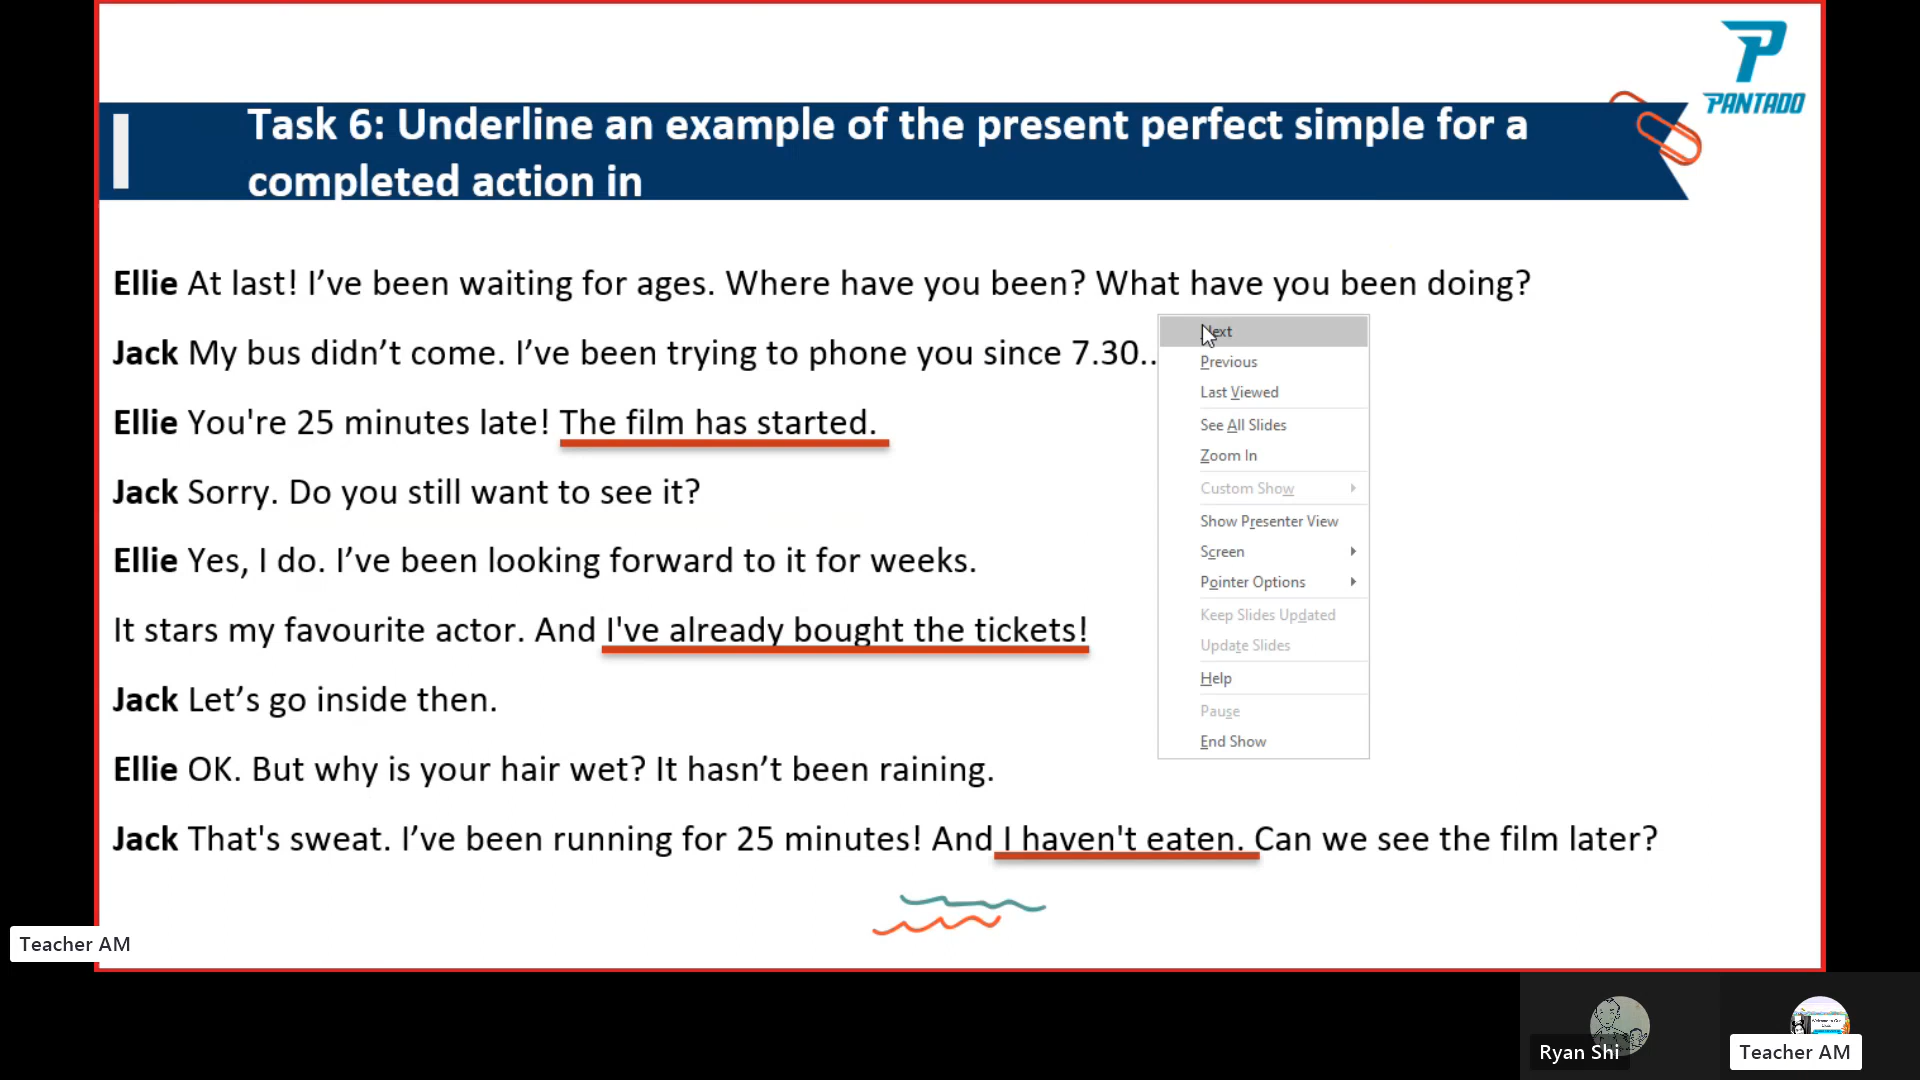 PANTADO
Task 6: Underline an example of the present perfect simple for a
completed action in
Ellie At last! I’ve been waiting for ages. Where have you been? What have you been doing?
Jack My bus didn’t come. I’ve been trying to phone you since 7.30..
Ellie You're 25 minutes late! The film has started.
Jack Sorry. Do you still want to see it?
Ellie Yes, I do. I’ve been looking forward to it for weeks.
It stars my favourite actor. And I've already bought the tickets!
Jack Let’s go inside then.
Ellie OK. But why is your hair wet? It hasn’t been raining.
Jack That's sweat. I’ve been running for 25 minutes! And I haven't eaten. Can we see the film later?
Next
Previous
Last Viewed
See All Slides
Zoom In
Custom Show
Show Presenter View
Screen
Pointer Options
Keep Slides Updated
Update Slides
Help
Pause
End Show
Teacher AM
Ryan Shi
Teacher AM